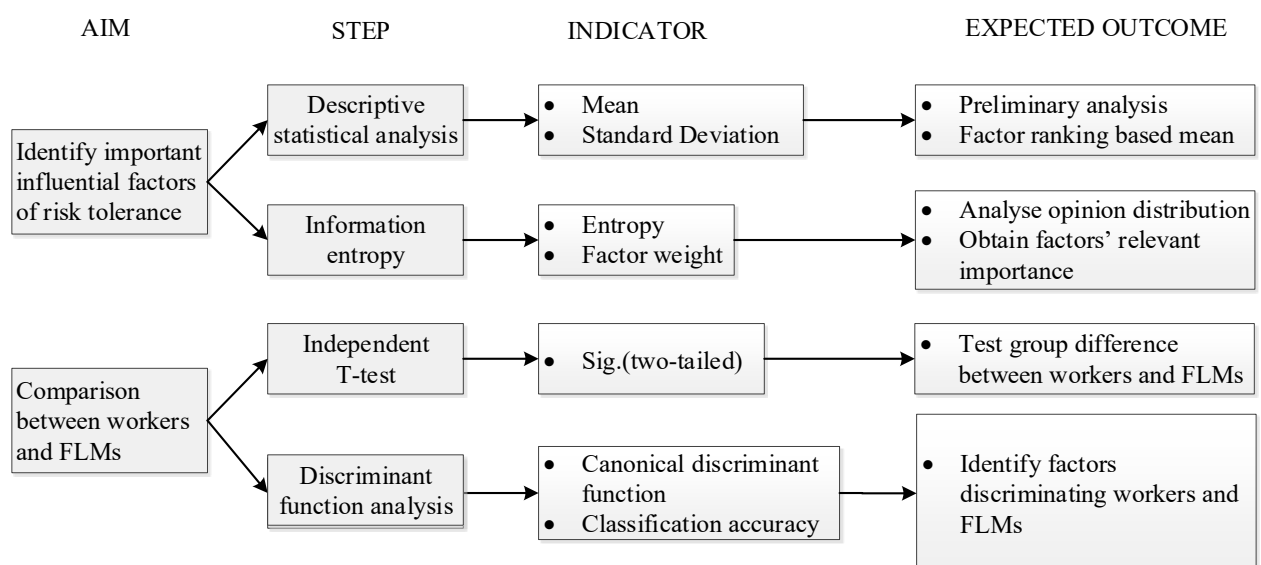 AIM
STEP
INDICATOR
EXPECTED OUTCOME
Identify important
influential factors
of risk tolerance
Descriptive
statistical analysis
• Mean
• Standard Deviation
• Preliminary analysis
• Factor ranking based mean
Information
entropy
• Entropy
• Factor weight
• Analyse opinion distribution
• Obtain factors’ relevant
importance
Comparison
between workers
and FLMs
Independent
T-test
• Sig.(two-tailed)
• Test group difference
between workers and FLMs
Discriminant
function analysis
• Canonical discriminant
function
• Classification accuracy
• Identify factors
discriminating workers and
FLMs